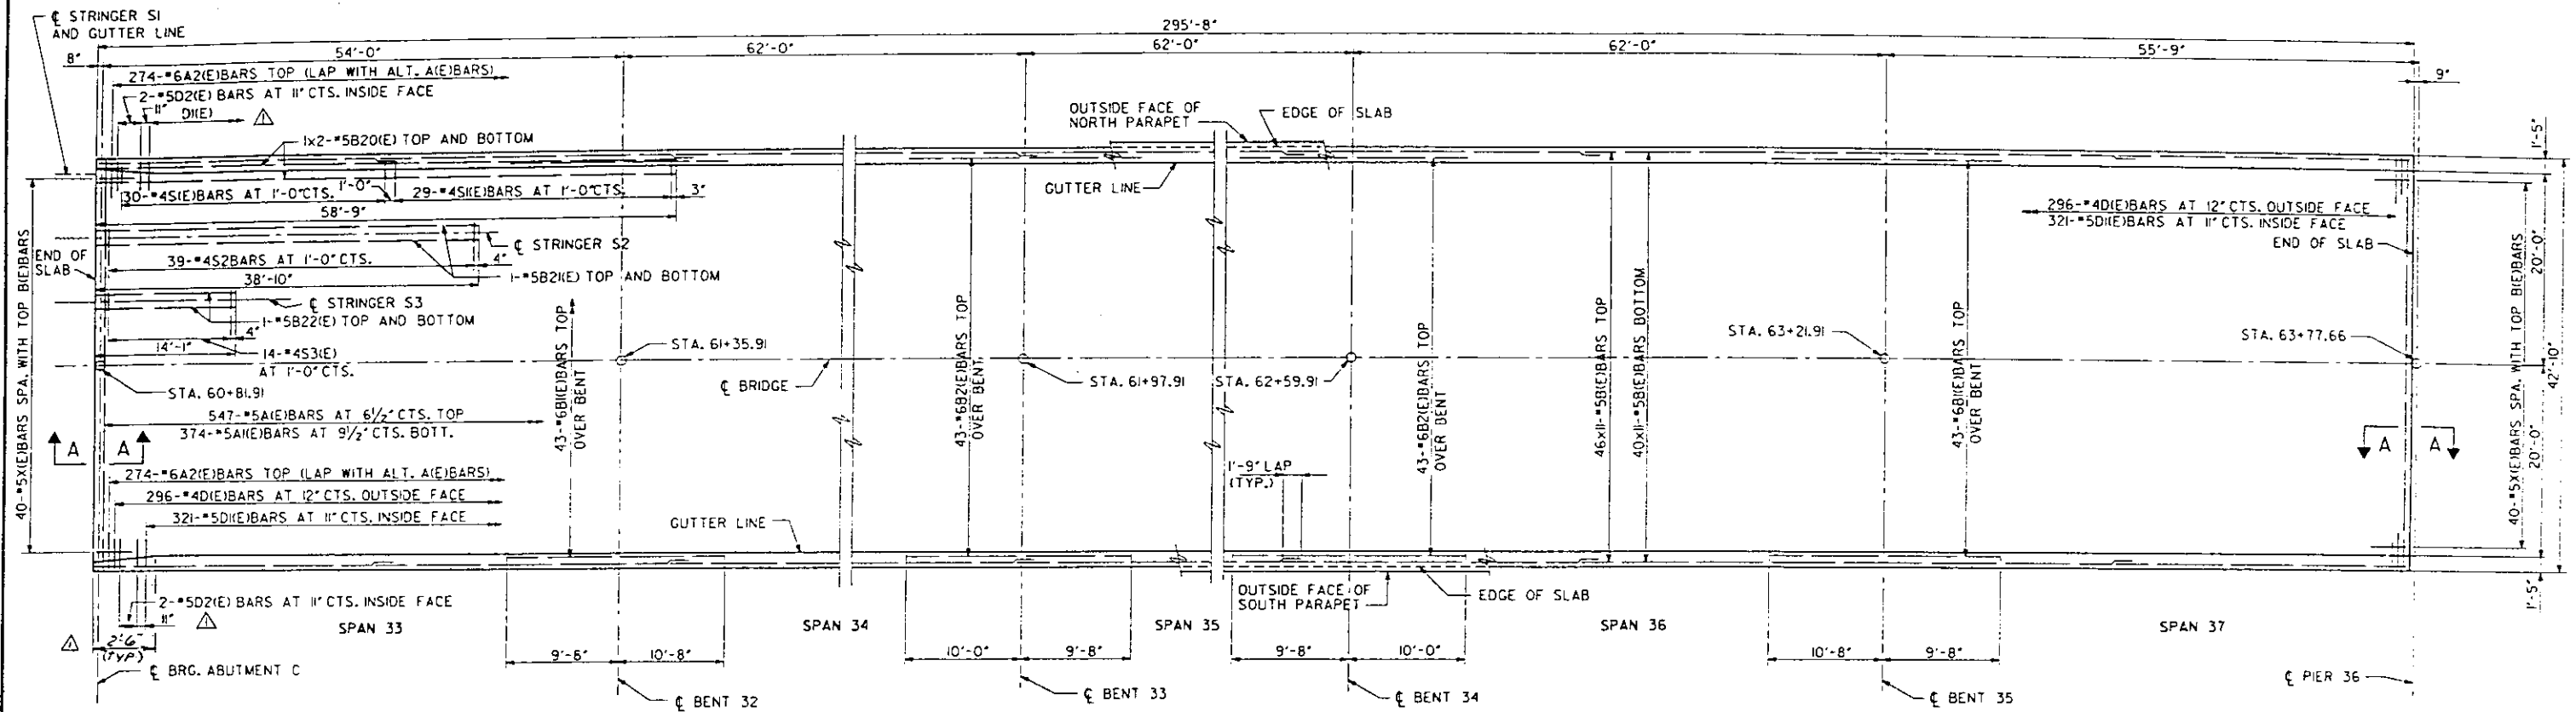 ℄ STRINGER S1
AND GUTTER LINE
295'-8"
54'-0"
62'-0"
62'-0"
62'-0"
55'-9"
8"
9"
274-#6A2(E)BARS TOP (LAP WITH ALT. A(E)BARS)
2-#5D2(E) BARS AT 11" CTS. INSIDE FACE
11"
D1(E)
1
1x2-#5B20(E) TOP AND BOTTOM
OUTSIDE FACE OF
NORTH PARAPET
EDGE OF SLAB
GUTTER LINE
1'-5"
1'-0"
30-#4S(E)BARS AT 1'-0"CTS.
29-#4S1(E)BARS AT 1'-0"CTS.
3"
58'-9"
℄ STRINGER S2
END OF
SLAB
39-#4S2BARS AT 1'-0"CTS.
4"
38'-10"
1-#5B21(E) TOP AND BOTTOM
℄ STRINGER S3
1-#5B22(E) TOP AND BOTTOM
4"
14'-1"
14-#4S3(E)
AT 1'-0"CTS.
STA. 60+81.91
40-#5X(E)BARS SPA. WITH TOP B(E)BARS
547-#5A(E)BARS AT 6 1/2" CTS. TOP
374-#5A1(E)BARS AT 9 1/2" CTS. BOTT.
A A
274-#6A2(E)BARS TOP (LAP WITH ALT. A(E)BARS)
296-#4D(E)BARS AT 12" CTS. OUTSIDE FACE
321-#5D1(E)BARS AT 11" CTS. INSIDE FACE
43-#6B1(E)BARS TOP
OVER BENT
STA. 61+35.91
℄ BRIDGE
43-#6B2(E)BARS TOP
OVER BENT
STA. 61+97.91
STA. 62+59.91
43-#6B2(E)BARS TOP
OVER BENT
46x11-#5B(E)BARS TOP
40x11-#5B(E)BARS BOTTOM
STA. 63+21.91
43-#6B1(E)BARS TOP
OVER BENT
296-#4D(E)BARS AT 12" CTS. OUTSIDE FACE
321-#5D1(E)BARS AT 11" CTS. INSIDE FACE
END OF SLAB
STA. 63+77.66
A A
40-#5X(E)BARS SPA. WITH TOP B(E)BARS
20'-0"
20'-0"
42'-10"
1'-5"
1'-9" LAP
(TYP.)
GUTTER LINE
OUTSIDE FACE OF
SOUTH PARAPET
EDGE OF SLAB
2-#5D2(E) BARS AT 11" CTS. INSIDE FACE
11"
1
1
2'-6"
(TYP)
SPAN 33
SPAN 34
SPAN 35
SPAN 36
SPAN 37
9'-6"
10'-8"
10'-0"
9'-8"
9'-8"
10'-0"
10'-8"
9'-8"
℄ BRG. ABUTMENT C
℄ BENT 32
℄ BENT 33
℄ BENT 34
℄ BENT 35
℄ PIER 36